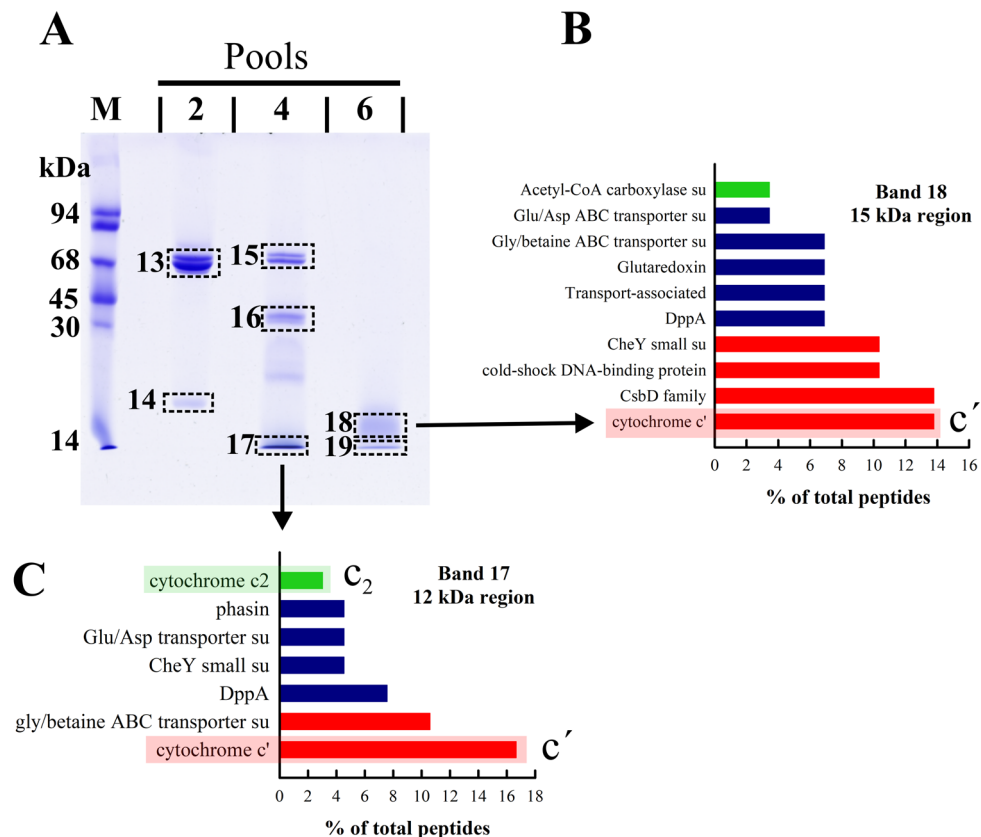 A
Pools
M 2 4 6
kDa
94
68
45
30
14
13
14
15
16
17
18
19
B
Band 18
15 kDa region
Acetyl-CoA carboxylase su
Glu/Asp ABC transporter su
Gly/betaine ABC transporter su
Glutaredoxin
Transport-associated
DppA
CheY small su
cold-shock DNA-binding protein
CsbD family
cytochrome c' c´
0 2 4 6 8 10 12 14 16
% of total peptides
C
Band 17
12 kDa region
cytochrome c2 c2
phasin
Glu/Asp transporter su
CheY small su
DppA
gly/betaine ABC transporter su
cytochrome c' c´
0 2 4 6 8 10 12 14 16 18
% of total peptides